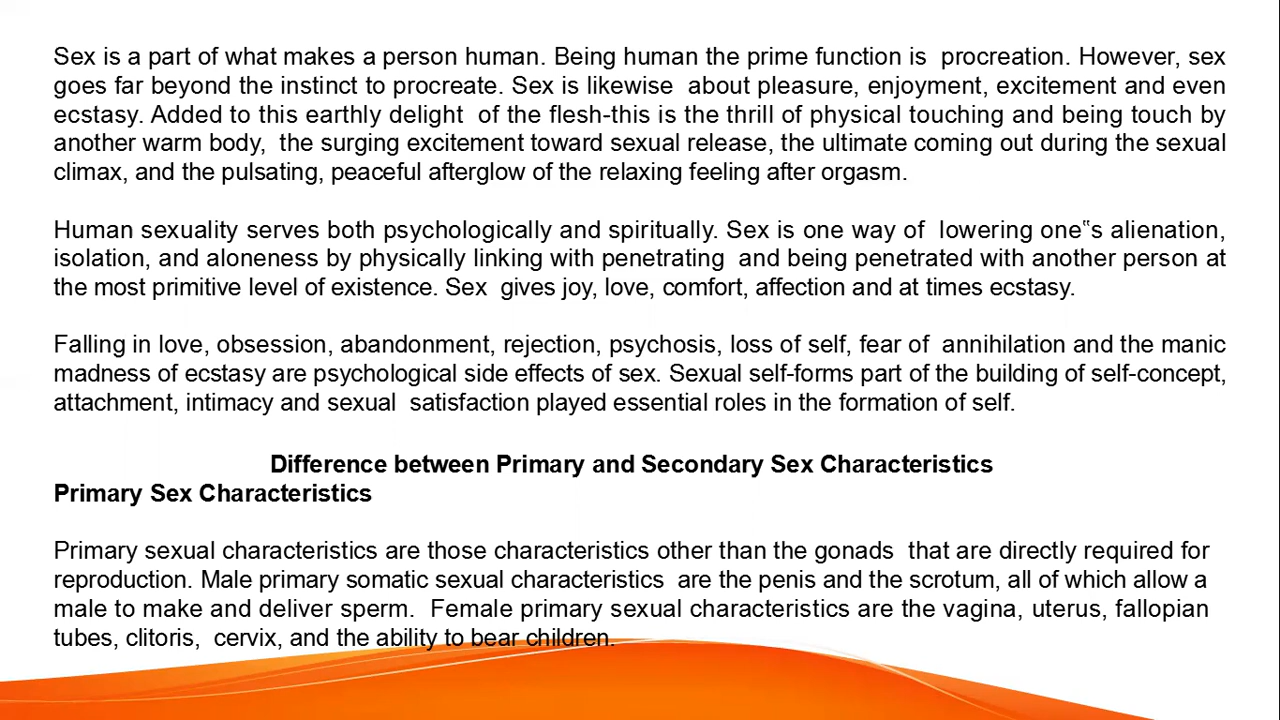 Sex is a part of what makes a person human. Being human the prime function is  procreation. However, sex
goes far beyond the instinct to procreate. Sex is likewise  about pleasure, enjoyment, excitement and even
ecstasy. Added to this earthly delight  of the flesh-this is the thrill of physical touching and being touch by
another warm body,  the surging excitement toward sexual release, the ultimate coming out during the sexual
climax, and the pulsating, peaceful afterglow of the relaxing feeling after orgasm.
Human sexuality serves both psychologically and spiritually. Sex is one way of  lowering one‟s alienation,
isolation, and aloneness by physically linking with penetrating  and being penetrated with another person at
the most primitive level of existence. Sex  gives joy, love, comfort, affection and at times ecstasy.
Falling in love, obsession, abandonment, rejection, psychosis, loss of self, fear of  annihilation and the manic
madness of ecstasy are psychological side effects of sex. Sexual self-forms part of the building of self-concept,
attachment, intimacy and sexual  satisfaction played essential roles in the formation of self.
Difference between Primary and Secondary Sex Characteristics
Primary Sex Characteristics
Primary sexual characteristics are those characteristics other than the gonads  that are directly required for
reproduction. Male primary somatic sexual characteristics  are the penis and the scrotum, all of which allow a
male to make and deliver sperm.  Female primary sexual characteristics are the vagina, uterus, fallopian
tubes, clitoris,  cervix, and the ability to bear children.